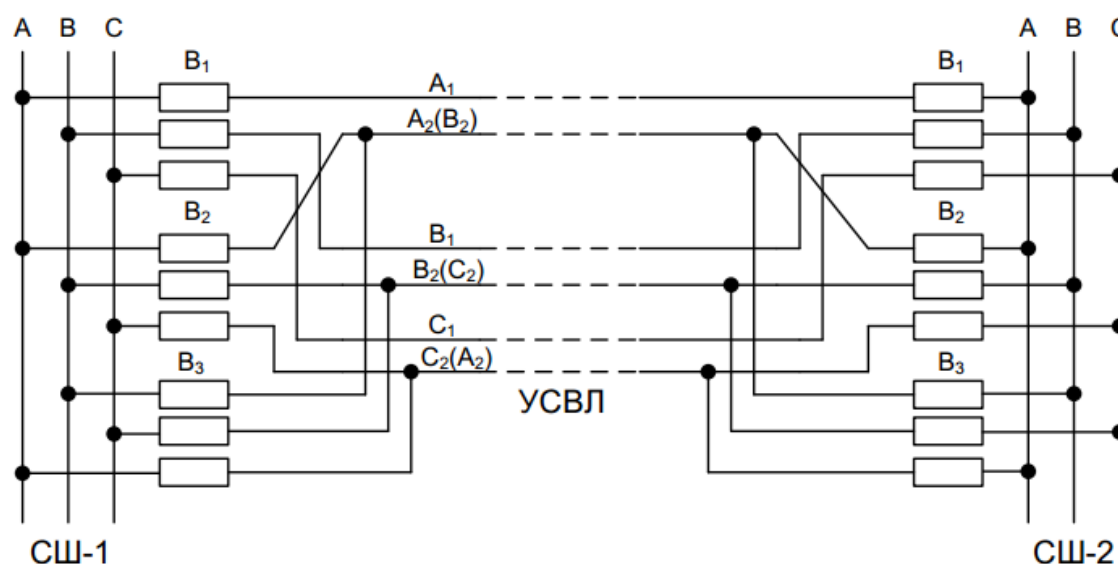 A B C
A B C
B₁
A₁
B₁
A₂(B₂)
B₂
B₁
B₂
B₂(C₂)
C₁
B₃
C₂(A₂)
B₃
УСВЛ
СШ-1
СШ-2